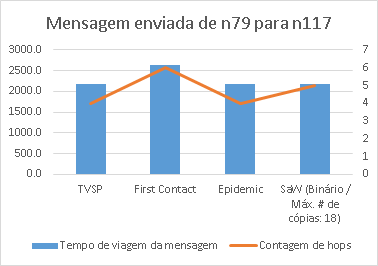 Mensagem enviada de n79 para n117
3000.0
2500.0
2000.0
1500.0
1000.0
500.0
0.0
7
6
5
4
3
2
1
0
TVSP
First Contact
Epidemic
SaW (Binário /
Máx. # de
cópias: 18)
Tempo de viagem da mensagem
Contagem de hops